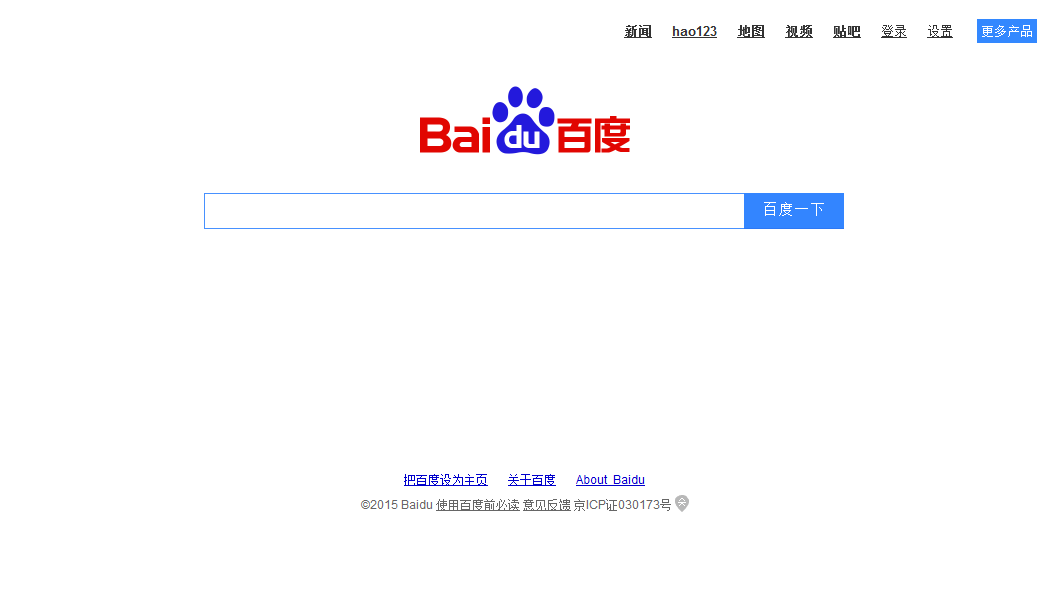 新闻 hao123 地图 视频 贴吧 登录 设置 更多产品
Bai du 百度
百度一下
把百度设为主页 关于百度 About Baidu
©2015 Baidu 使用百度前必读 意见反馈 京ICP证030173号